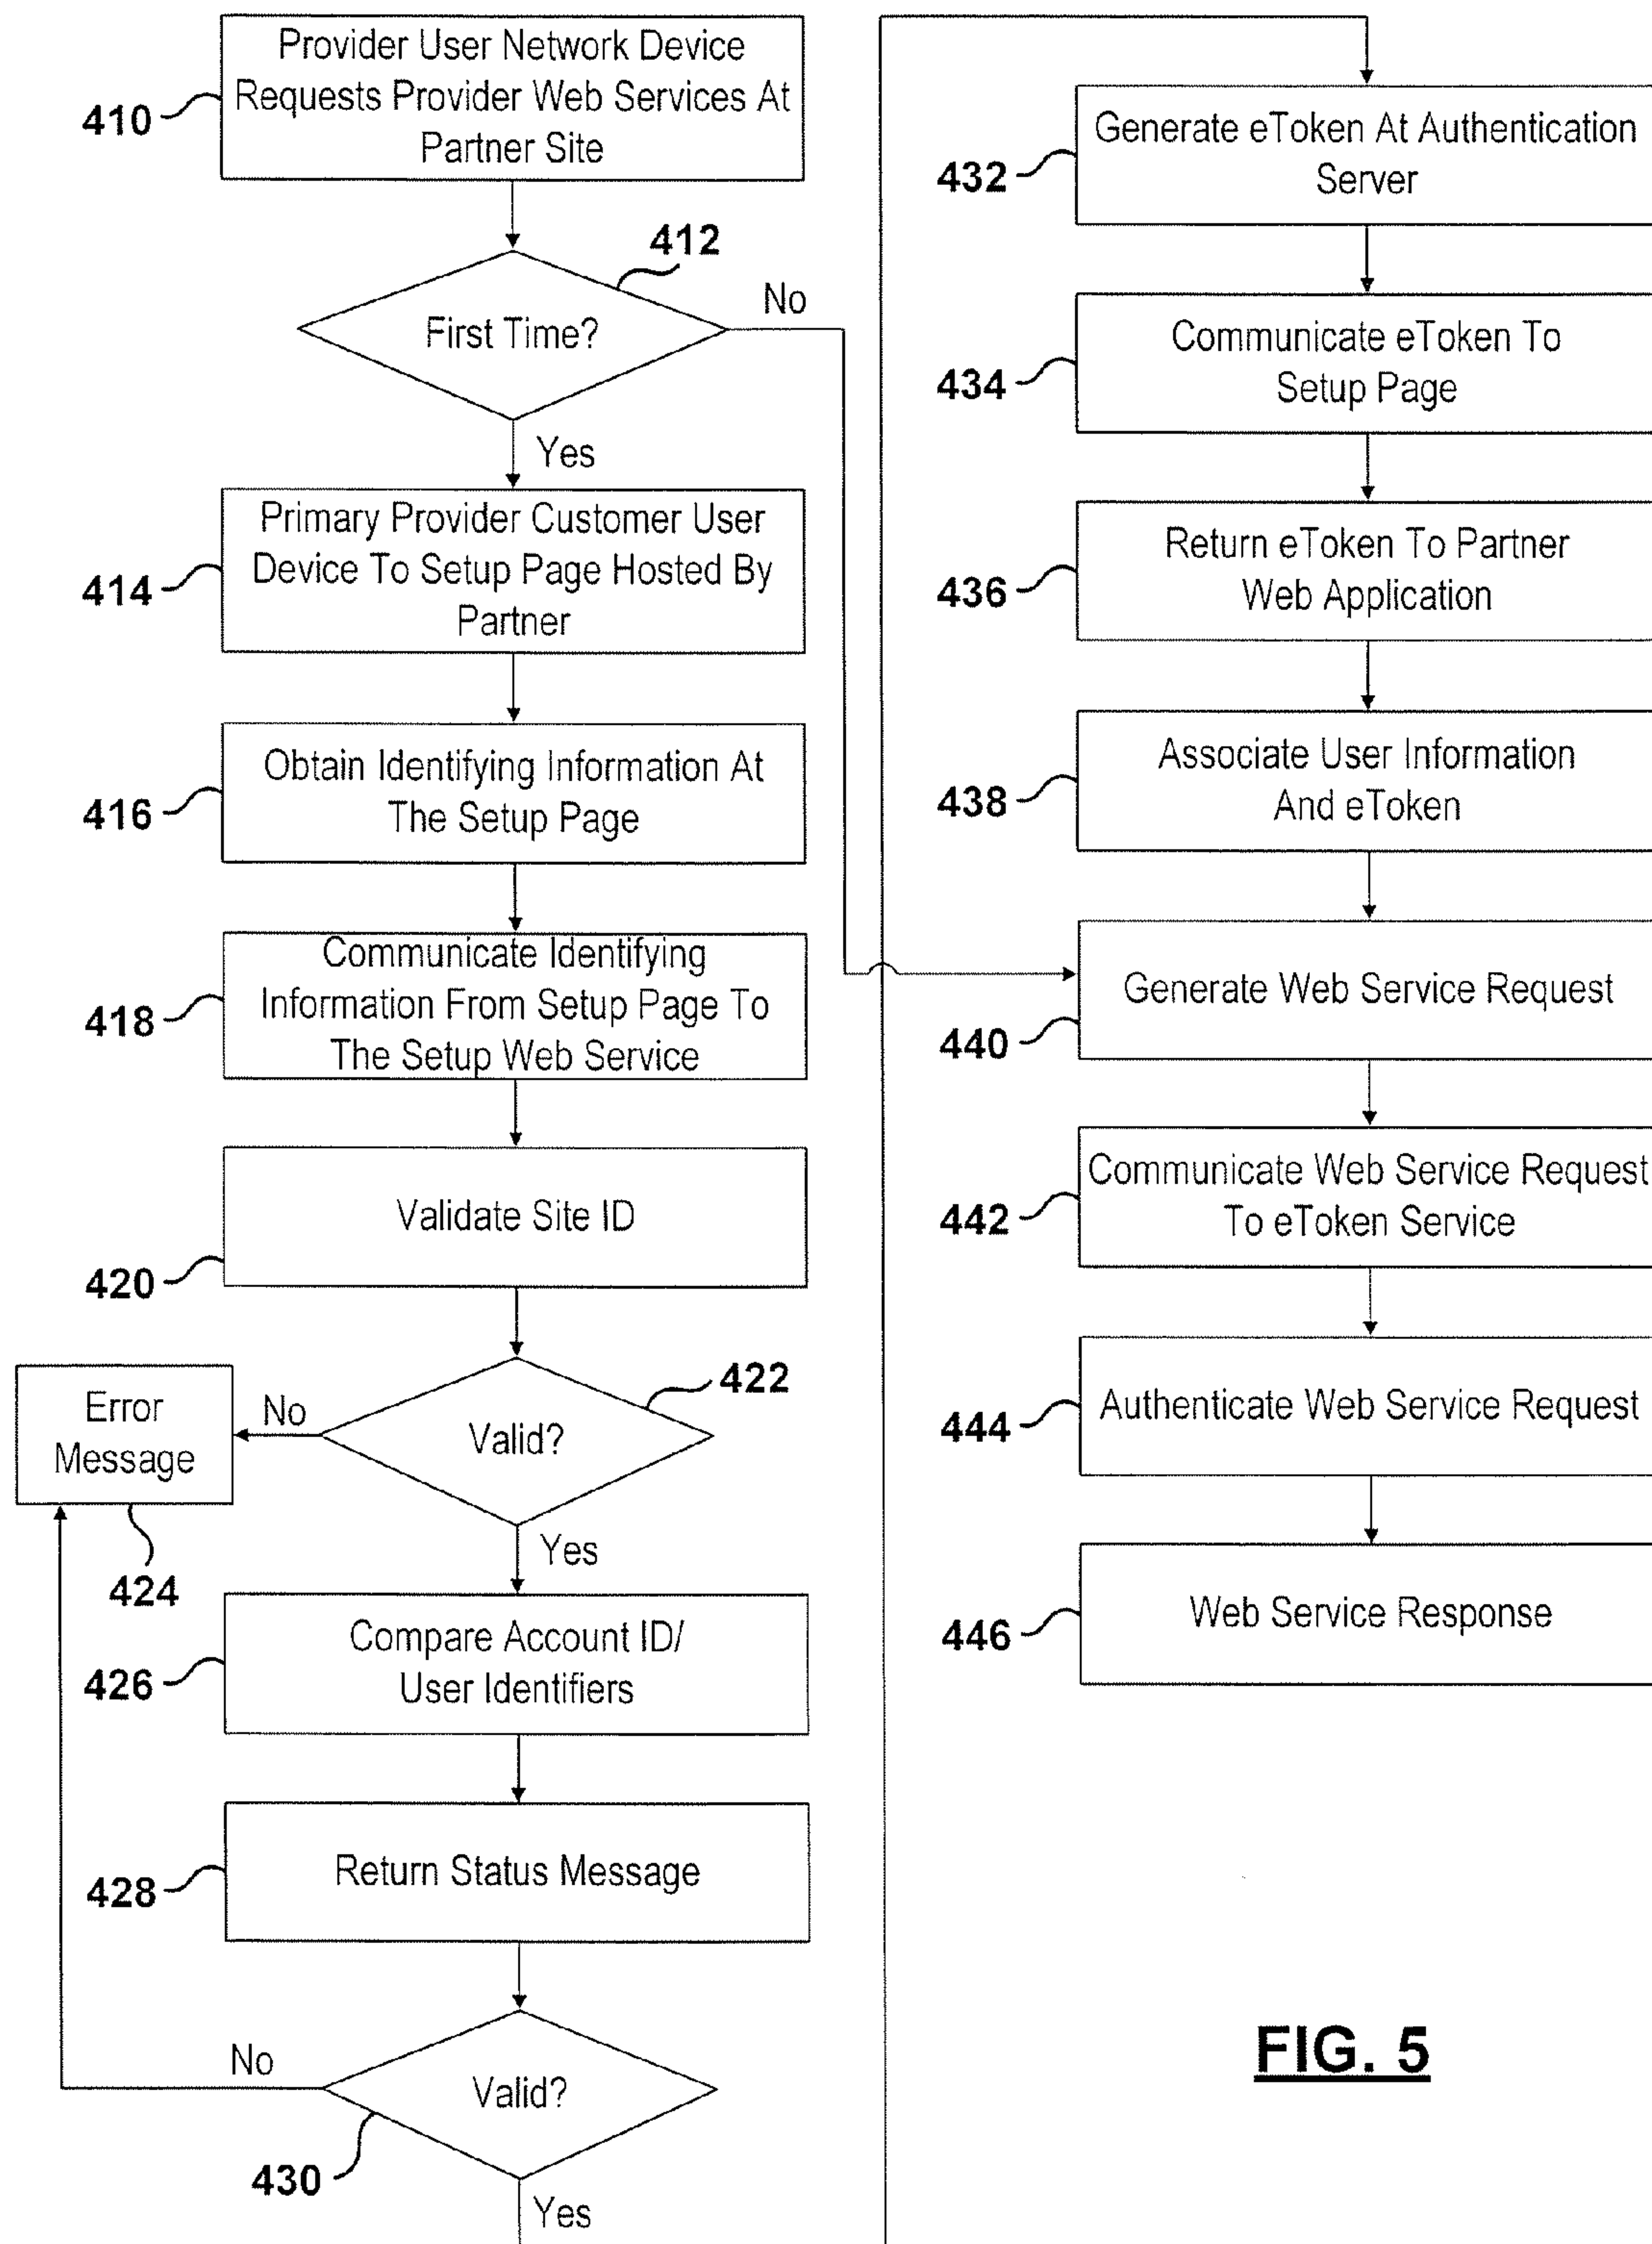 Provider User Network Device
Requests Provider Web Services At
Partner Site
410
412
First Time?
No
Yes
Primary Provider Customer User
Device To Setup Page Hosted By
Partner
414
Obtain Identifying Information At
The Setup Page
416
Communicate Identifying
Information From Setup Page To
The Setup Web Service
418
Validate Site ID
420
422
Valid?
No
Error
Message
424
Yes
Compare Account ID/
User Identifiers
426
Return Status Message
428
Valid?
No
430
Yes
Generate eToken At Authentication
Server
432
Communicate eToken To
Setup Page
434
Return eToken To Partner
Web Application
436
Associate User Information
And eToken
438
Generate Web Service Request
440
Communicate Web Service Request
To eToken Service
442
Authenticate Web Service Request
444
Web Service Response
446
FIG. 5